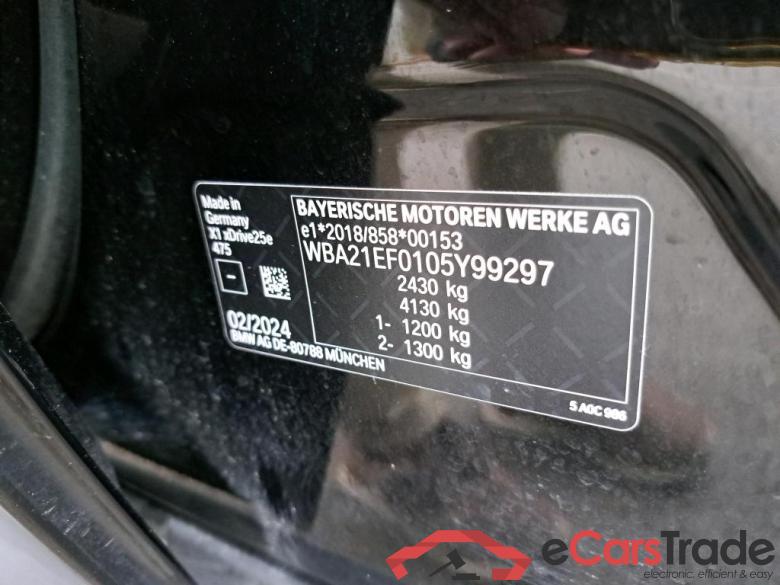 Made in
Germany
X1 xDrive25e
475
-
02/2024
BMW AG DE-80788 MÜNCHEN
BAYERISCHE MOTOREN WERKE AG
e1*2018/858*00153
WBA21EF0105Y99297
2430 kg
4130 kg
1- 1200 kg
2- 1300 kg
5 A0C 986
eCarsTrade
electronic, efficient & easy